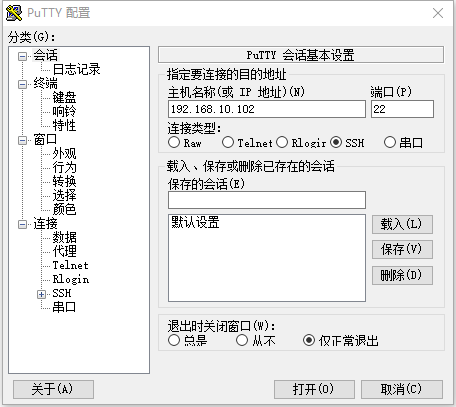 PuTTY 配置
分类(G):
会话
日志记录
终端
键盘
响铃
特性
窗口
外观
行为
转换
选择
颜色
连接
数据
代理
Telnet
Rlogin
SSH
串口
PuTTY 会话基本设置
指定要连接的目的地址
主机名称(或 IP 地址)(N) 端口(P)
192.168.10.102 22
连接类型:
Raw Telnet Rlogir SSH 串口
载入、保存或删除已存在的会话
保存的会话(E)
默认设置
载入(L)
保存(V)
删除(D)
退出时关闭窗口(W):
总是 从不 仅正常退出
关于(A) 打开(O) 取消(C)